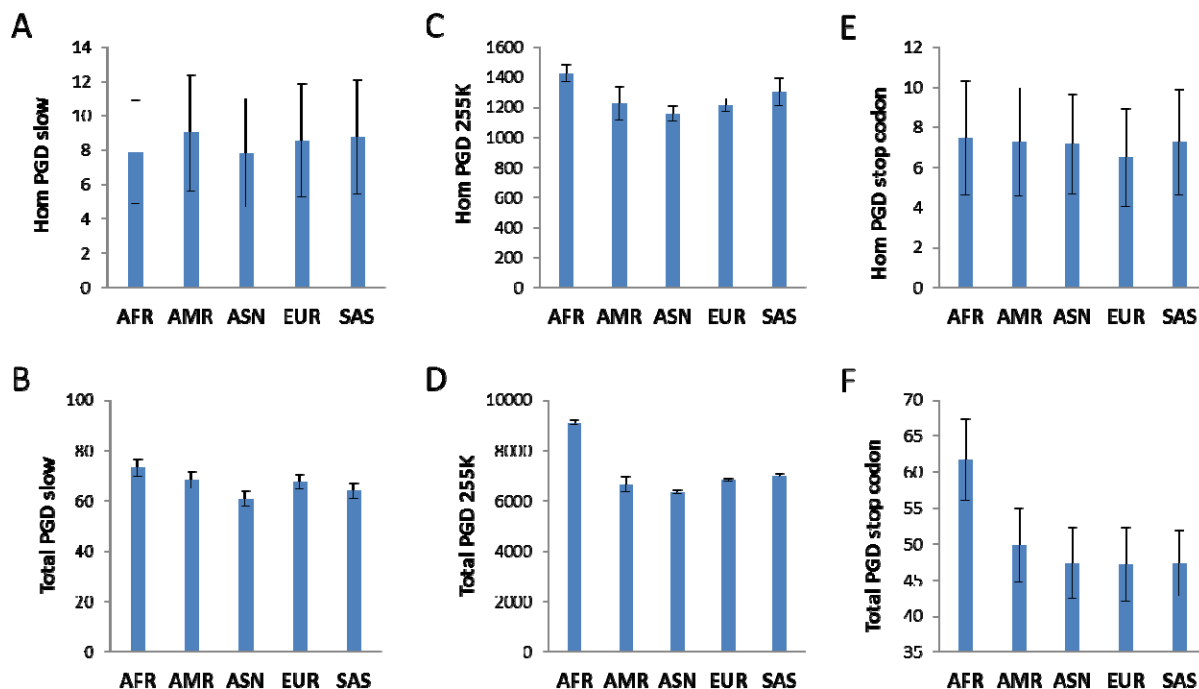 A
Hom PGD slow
14
12
10
8
6
4
2
0
AFR AMR ASN EUR SAS
C
Hom PGD 255K
1600
1400
1200
1000
800
600
400
200
0
AFR AMR ASN EUR SAS
E
Hom PGD stop codon
12
10
8
6
4
2
0
AFR AMR ASN EUR SAS
B
Total PGD slow
100
80
60
40
20
0
AFR AMR ASN EUR SAS
D
Total PGD 255K
10000
8000
6000
4000
2000
0
AFR AMR ASN EUR SAS
F
Total PGD stop codon
70
65
60
55
50
45
40
35
AFR AMR ASN EUR SAS